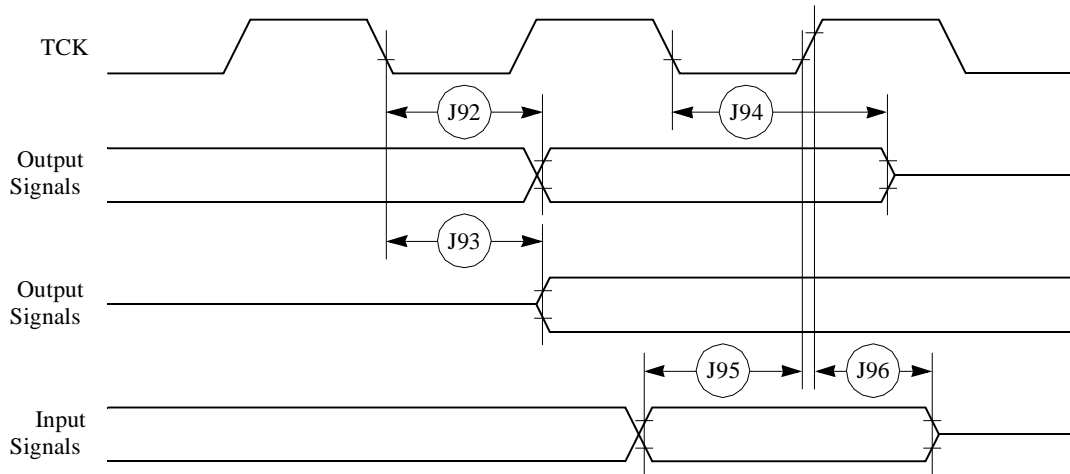 TCK
J92
J94
Output
Signals
J93
Output
Signals
J95
J96
Input
Signals